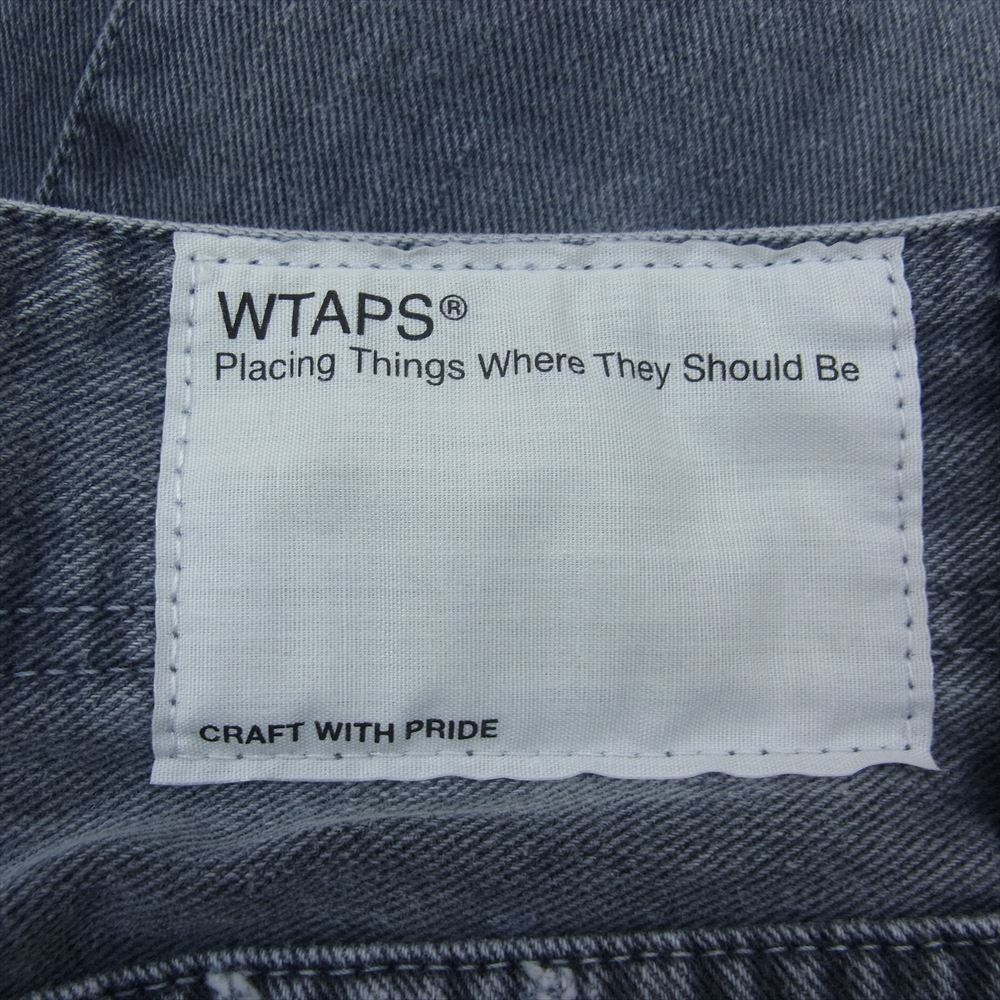 WTAPS®
Placing Things Where They Should Be
CRAFT WITH PRIDE